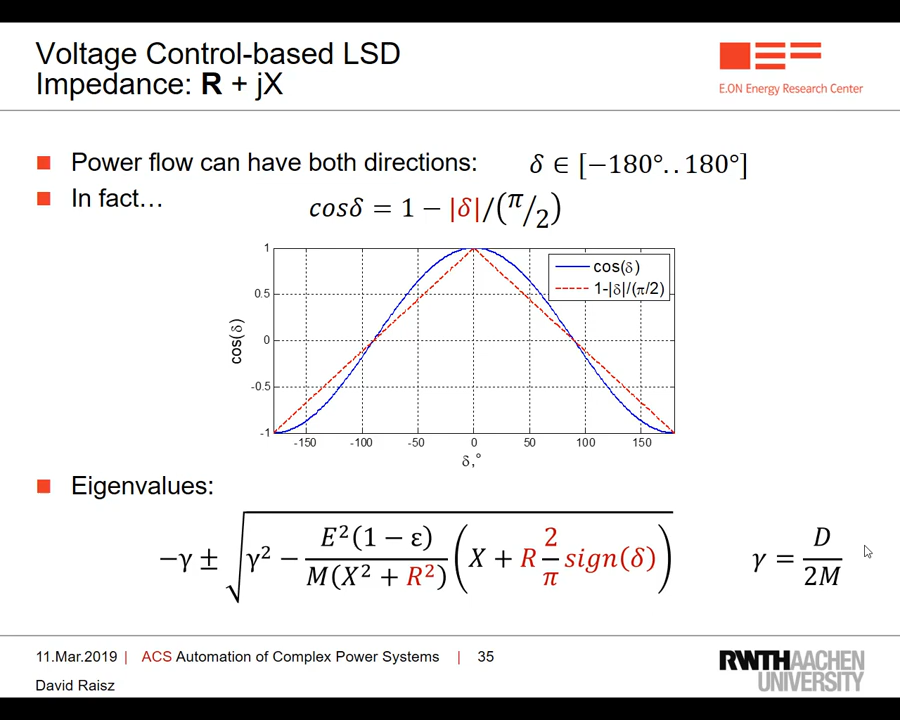 Voltage Control-based LSD
Impedance: R + jX
E.ON Energy Research Center
Power flow can have both directions: δ ∈ [−180°..180°]
In fact…
cosδ = 1 − |δ|/(π/2)
cos(δ)
1-|δ|/(π/2)
1
0.5
0
-0.5
-1
cos(δ)
-150 -100 -50 0 50 100 150
δ,°
Eigenvalues:
−γ ± √(γ² − E²(1 − ε)/(M(X² + R²)) (X + R 2/π sign(δ))) γ = D/2M
11.Mar.2019 | ACS Automation of Complex Power Systems | 35
David Raisz
RWTHAACHEN
UNIVERSITY